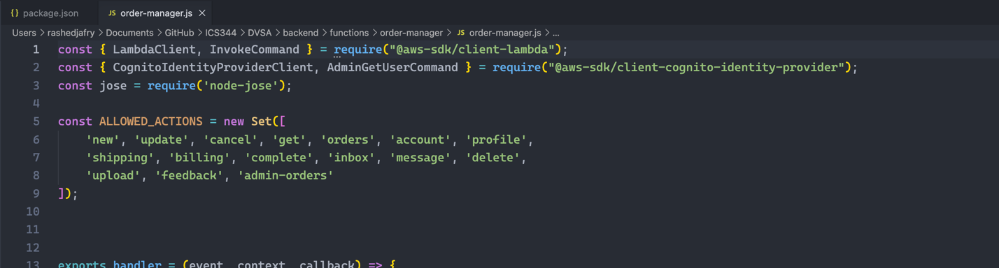 {} package.json JS order-manager.js ×
Users > rashedjafry > Documents > GitHub > ICS344 > DVSA > backend > functions > order-manager > JS order-manager.js > ...
1 const { LambdaClient, InvokeCommand } = require("@aws-sdk/client-lambda");
2 const { CognitoIdentityProviderClient, AdminGetUserCommand } = require("@aws-sdk/client-cognito-identity-provider");
3 const jose = require('node-jose');
4
5 const ALLOWED_ACTIONS = new Set([
6 'new', 'update', 'cancel', 'get', 'orders', 'account', 'profile',
7 'shipping', 'billing', 'complete', 'inbox', 'message', 'delete',
8 'upload', 'feedback', 'admin-orders'
9 ]);
10
11
12
13 exports.handler = (event, context, callback) => {